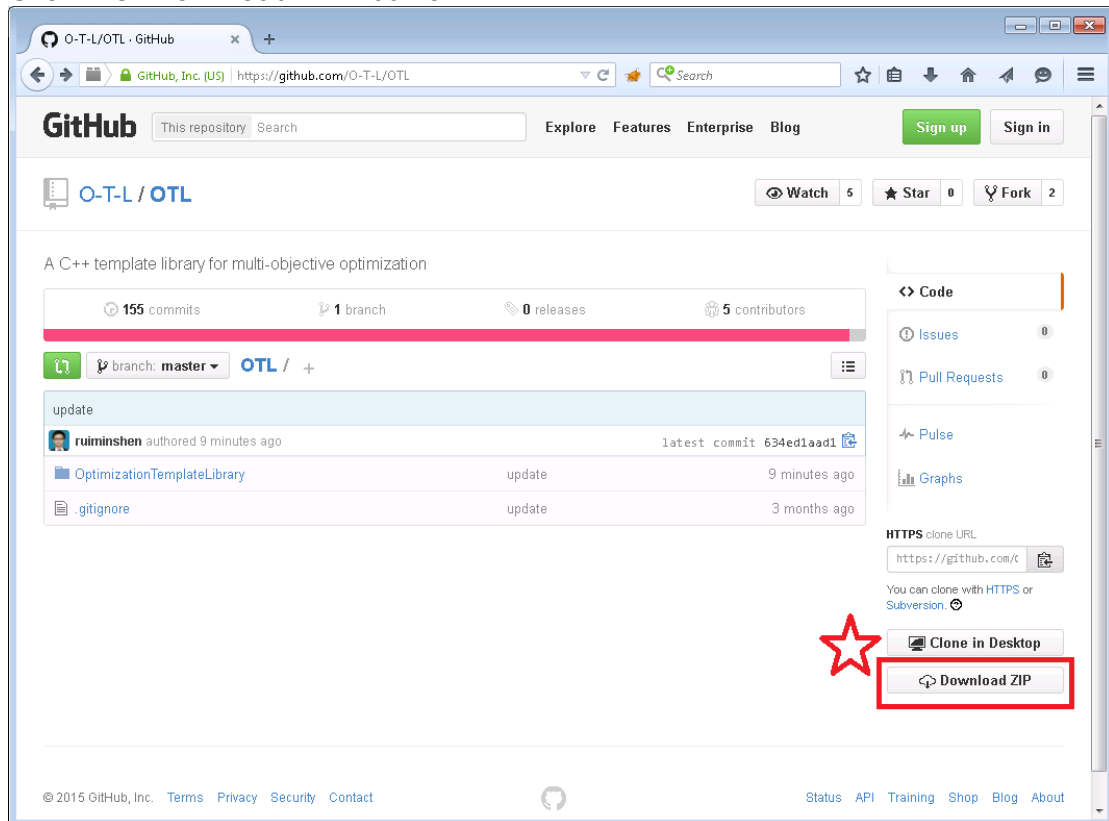 O-T-L/OTL · GitHub × +
GitHub, Inc. (US) https://github.com/O-T-L/OTL Search
GitHub This repository Search Explore Features Enterprise Blog Sign up Sign in
O-T-L / OTL Watch 5 Star 0 Fork 2
A C++ template library for multi-objective optimization
155 commits 1 branch 0 releases 5 contributors
<> Code
Issues 0
branch: master OTL / +
Pull Requests 0
update
ruiminshen authored 9 minutes ago latest commit 634ed1aad1
Pulse
OptimizationTemplateLibrary update 9 minutes ago
Graphs
.gitignore update 3 months ago
HTTPS clone URL
https://github.com/
You can clone with HTTPS or
Subversion.
Clone in Desktop
Download ZIP
© 2015 GitHub, Inc. Terms Privacy Security Contact Status API Training Shop Blog About